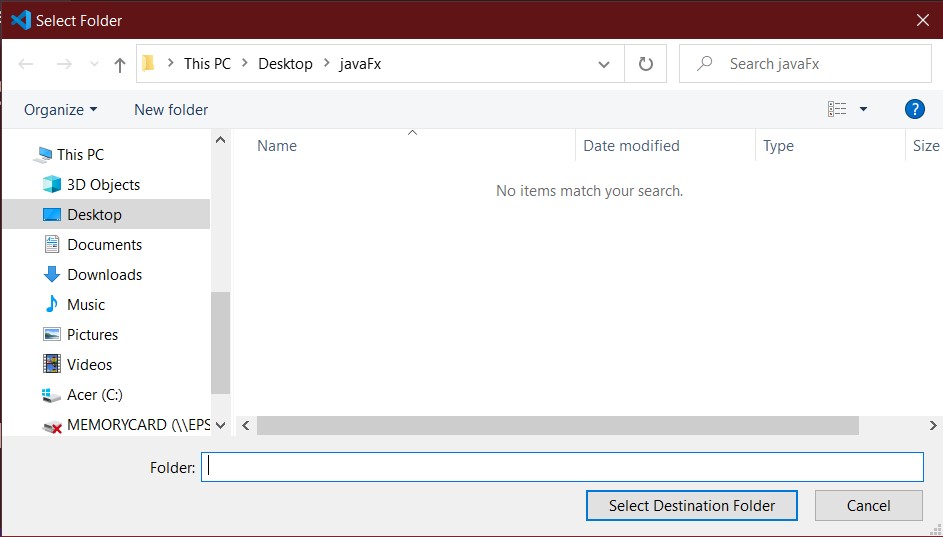 Select Folder
This PC Desktop javaFx
Search javaFx
Organize
New folder
?
Name
Date modified
Type
Size
No items match your search.
This PC
3D Objects
Desktop
Documents
Downloads
Music
Pictures
Videos
Acer (C:)
MEMORYCARD (\\EPS
Folder:
Select Destination Folder
Cancel